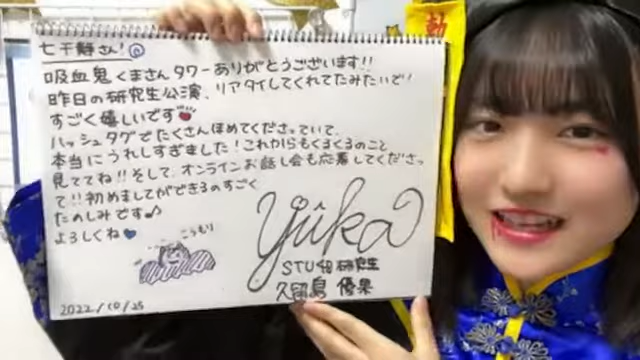 七千静さん!
吸血鬼くまさんタワーありがとうございます!!
昨日の研究生公演、リアタイしてくれてたみたいで!
すごく嬉しいです
ハッシュタグでたくさんほめてくださっていて、
本当にうれしすぎました!これからもくるくるのこと
見ててね!!そして、オンラインお話し会も応募してくださっ
て!!初めましてができるのすごく
たのしみです♪
よろしくね
こうもり
yûka
STU48研究生
久留島 優果
2022/10/25